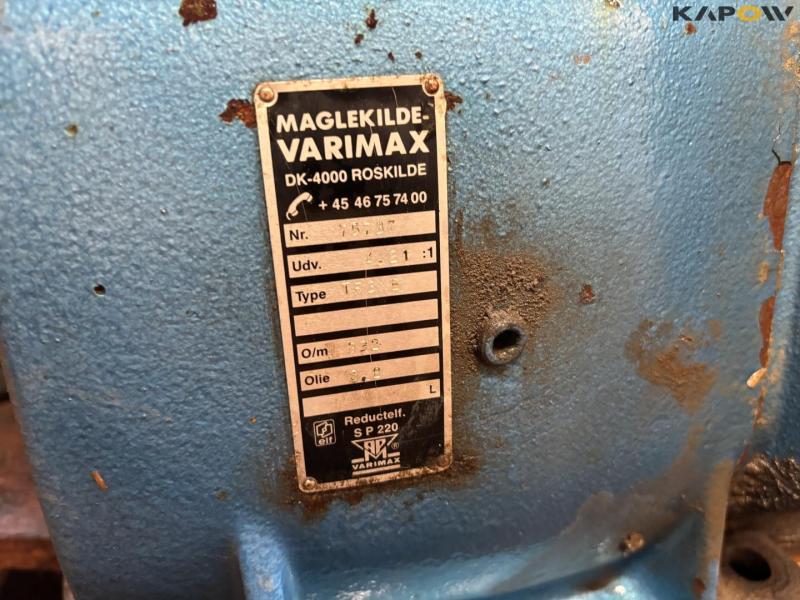 KAPOW
MAGLEKILDE-
VARIMAX
DK-4000 ROSKILDE
+ 45 46 75 74 00
Nr.
Udv. :1
Type
O/m
Olie
L
Reductelf.
elf S P 220
®
VARIMAX